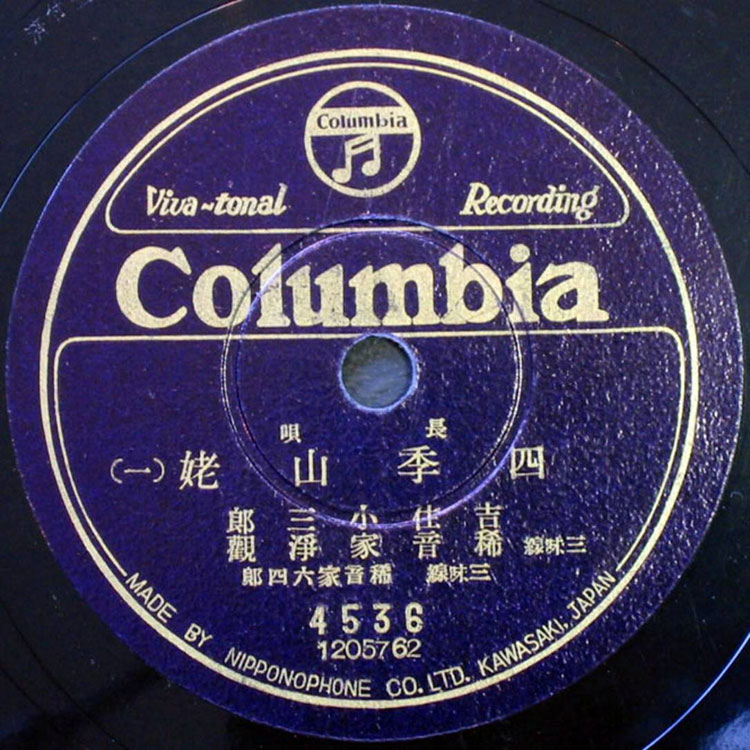 Columbia
Viva-tonal Recording
Columbia
長唄
四季山姥（一）
吉住小三郎
三味線 稀音家淨觀
三味線 稀音家六四郎
4536
1205762
MADE BY NIPPONOPHONE CO. LTD. KAWASAKI, JAPAN